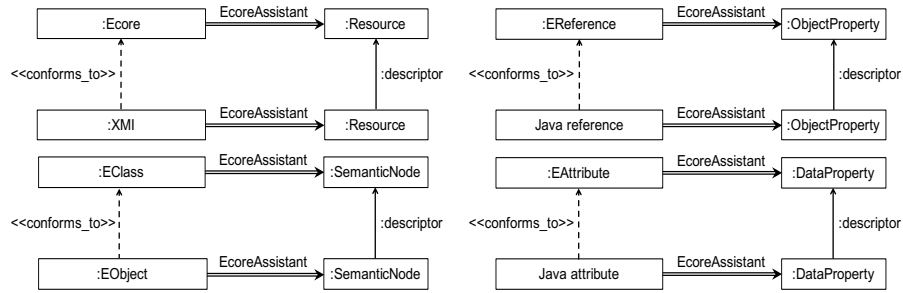 :Ecore
EcoreAssistant
:Resource
<<conforms_to>>
:descriptor
:XMI
EcoreAssistant
:Resource
:EReference
EcoreAssistant
:ObjectProperty
<<conforms_to>>
:descriptor
Java reference
EcoreAssistant
:ObjectProperty
:EClass
EcoreAssistant
:SemanticNode
<<conforms_to>>
:descriptor
:EObject
EcoreAssistant
:SemanticNode
:EAttribute
EcoreAssistant
:DataProperty
<<conforms_to>>
:descriptor
Java attribute
EcoreAssistant
:DataProperty